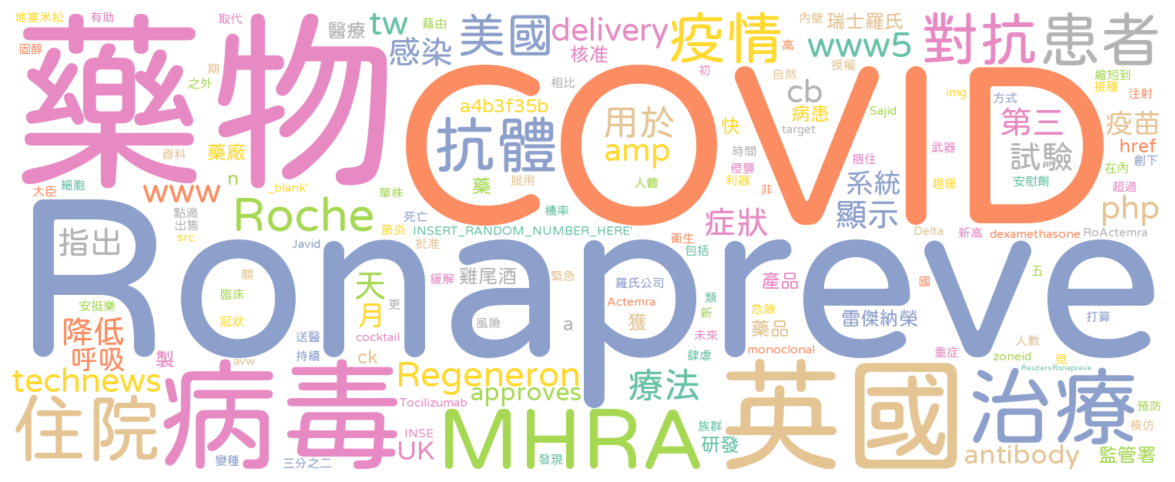 地塞米松 有助 取代 藉由 內壁 瑞士羅氏 高
固醇 醫療 tw 感染 美國 delivery 核准 疫情 www5 對抗 患者
藥物 之外 期 相比 初 自然 授權 縮短到 接種
COVID a4b3f35b cb 病患 Sajid img 方式 注射
抗體 用於 amp 快 target 武器 第三 試驗 疫苗 href 創下
資料 藥廠 n _blank' 單株 藥 服用 人體 時間 侵襲 利器 非 捆住 系統 趨緩 安慰劑 在內 超過
大臣 細胞 www 點滴 出售 src Roche 死亡 節炎 機率 症狀 顯示 php
指出 Javid INSERT_RANDOM_NUMBER_HERE' 批准 衛生 包括 Delta 新高 dexamethasone RoActemra
Ronapreve
關 臨床 安挺樂 冠狀 天 月 緩解 更 雞尾酒 緊急 羅氏公司 Actemra 類 新 產品 危險 國 五
降低 呼吸 製 送醫 持續 cocktail 風險 a 獲 未來 藥品 雷傑納榮 打算
avw ck monoclonal 肆虐 重症 zoneid 人數 見 ReutersRonapreve
technews Regeneron approves 療法
住院 病毒 Tocilizumab MHRA 英國 治療 預防
INSE UK 族群 研發 antibody 模仿 監管署
變種 三分之二 發現